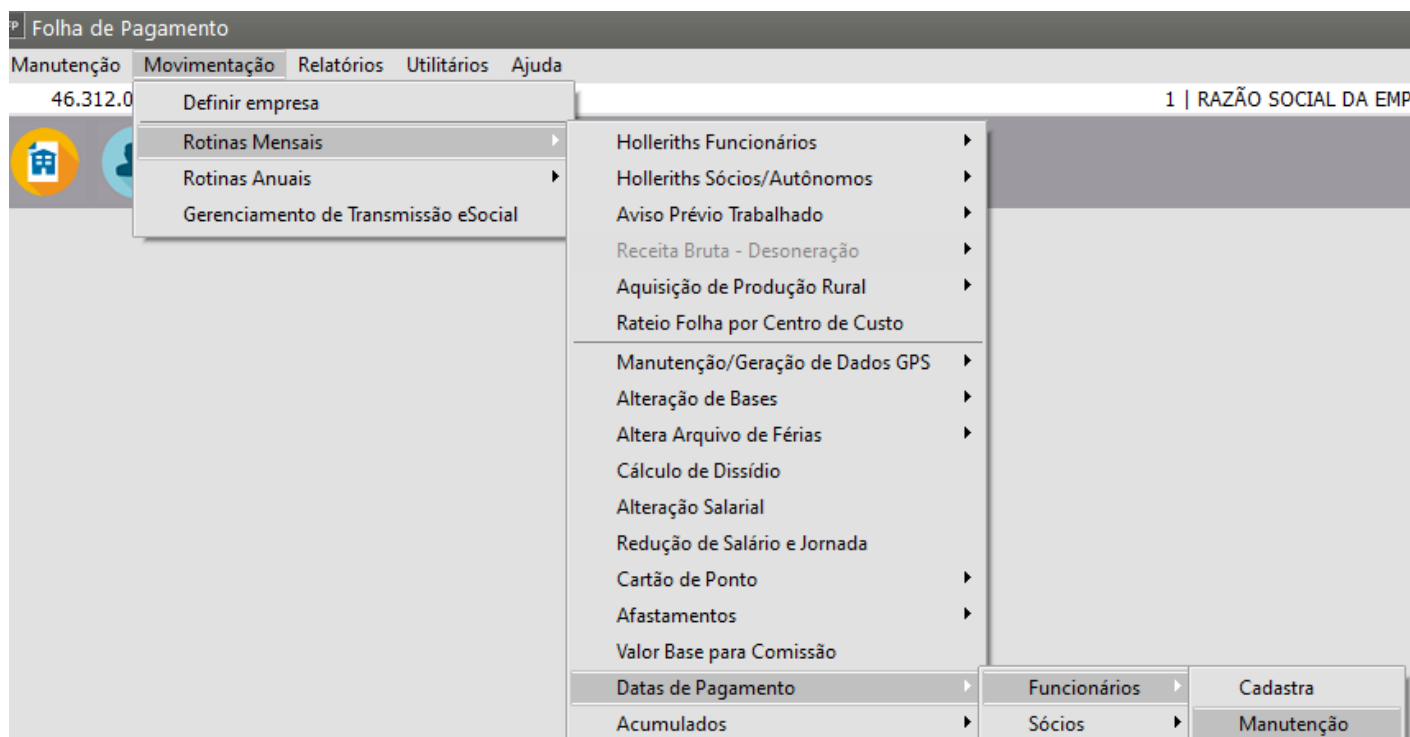 FP Folha de Pagamento
Manutenção Movimentação Relatórios Utilitários Ajuda
46.312.0 1 | RAZÃO SOCIAL DA EMP
Definir empresa
Rotinas Mensais
Rotinas Anuais
Gerenciamento de Transmissão eSocial
Holleriths Funcionários
Holleriths Sócios/Autônomos
Aviso Prévio Trabalhado
Receita Bruta - Desoneração
Aquisição de Produção Rural
Rateio Folha por Centro de Custo
Manutenção/Geração de Dados GPS
Alteração de Bases
Altera Arquivo de Férias
Cálculo de Dissídio
Alteração Salarial
Redução de Salário e Jornada
Cartão de Ponto
Afastamentos
Valor Base para Comissão
Datas de Pagamento
Acumulados
Funcionários
Sócios
Cadastra
Manutenção